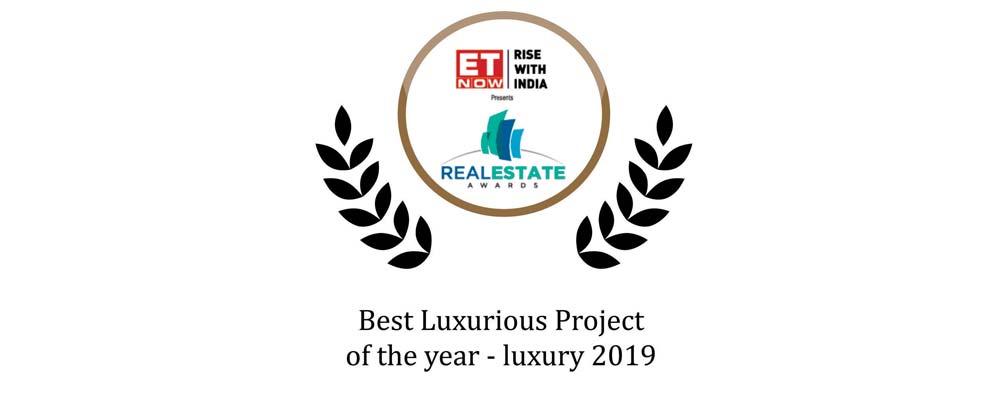 ET NOW
RISE
WITH
INDIA
Presents
REALESTATE
AWARDS
Best Luxurious Project
of the year - luxury 2019